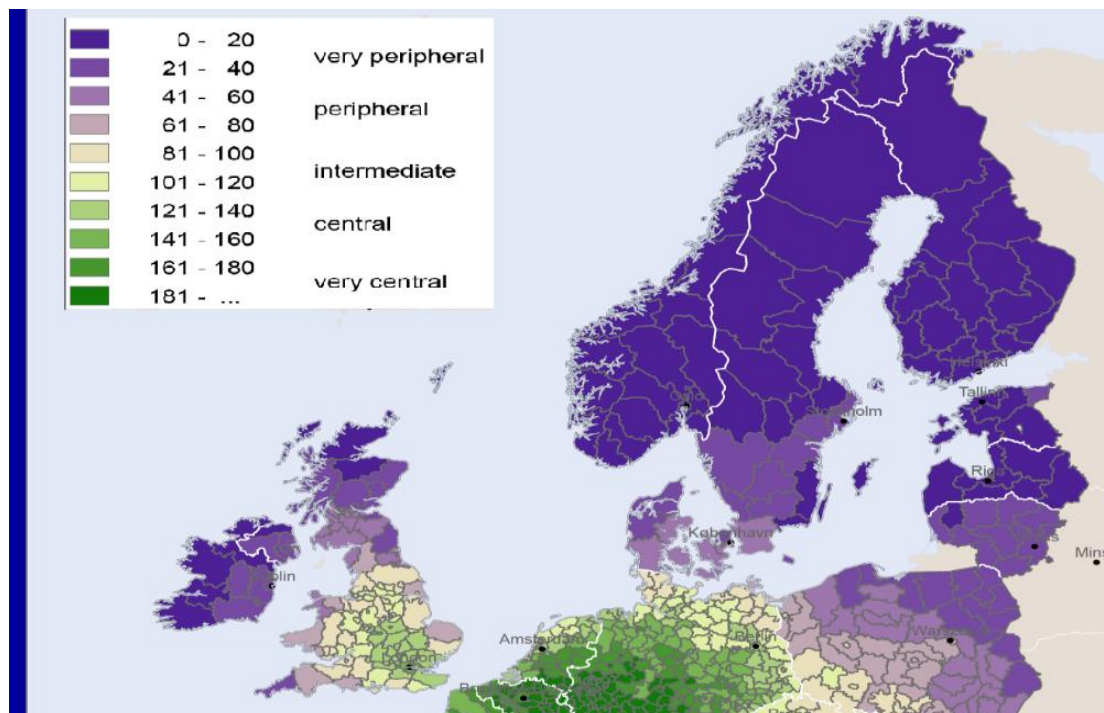 0 - 20
very peripheral
21 - 40
41 - 60
peripheral
61 - 80
81 - 100
intermediate
101 - 120
121 - 140
central
141 - 160
161 - 180
very central
181 - ...
Helsinki
Tallinn
Oslo
Stockholm
Riga
København
Minsk
Dublin
Warszawa
Amsterdam
Berlin
London